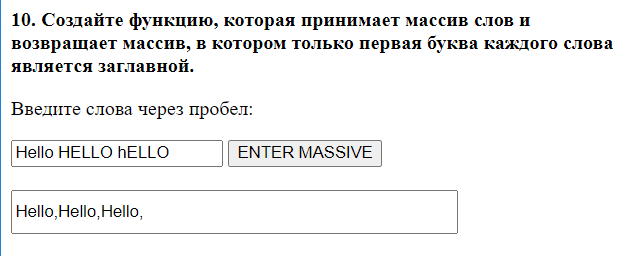 10. Создайте функцию, которая принимает массив слов и
возвращает массив, в котором только первая буква каждого слова
является заглавной.
Введите слова через пробел:
Hello HELLO hELLO ENTER MASSIVE
Hello,Hello,Hello,